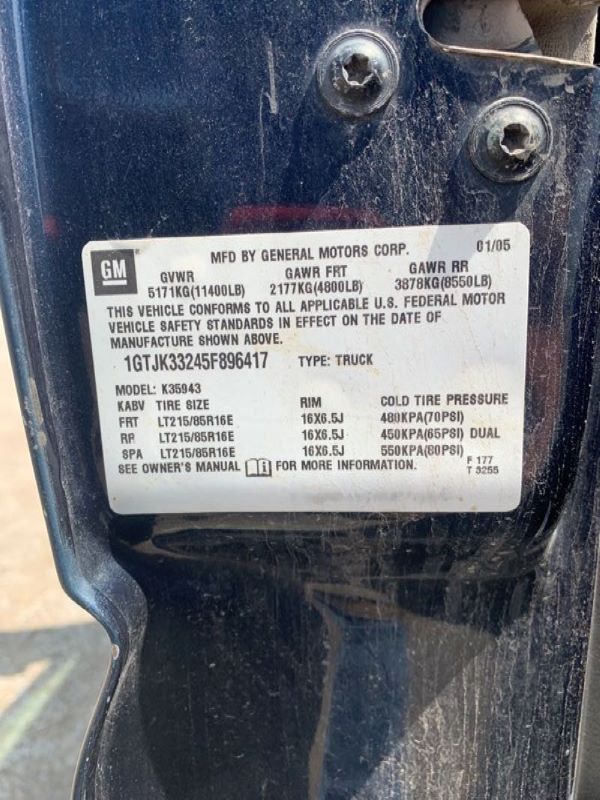 GM
MFD BY GENERAL MOTORS CORP. 01/05
GVWR GAWR FRT GAWR RR
5171KG(11400LB) 2177KG(4800LB) 3878KG(8550LB)
THIS VEHICLE CONFORMS TO ALL APPLICABLE U.S. FEDERAL MOTOR
VEHICLE SAFETY STANDARDS IN EFFECT ON THE DATE OF
MANUFACTURE SHOWN ABOVE.
1GTJK33245F896417 TYPE: TRUCK
MODEL: K35943
KABV TIRE SIZE RIM COLD TIRE PRESSURE
FRT LT215/85R16E 16X6.5J 480KPA(70PSI)
RR LT215/85R16E 16X6.5J 450KPA(65PSI) DUAL
SPA LT215/85R16E 16X6.5J 550KPA(80PSI)
SEE OWNER'S MANUAL FOR MORE INFORMATION.
F 177
T 3255